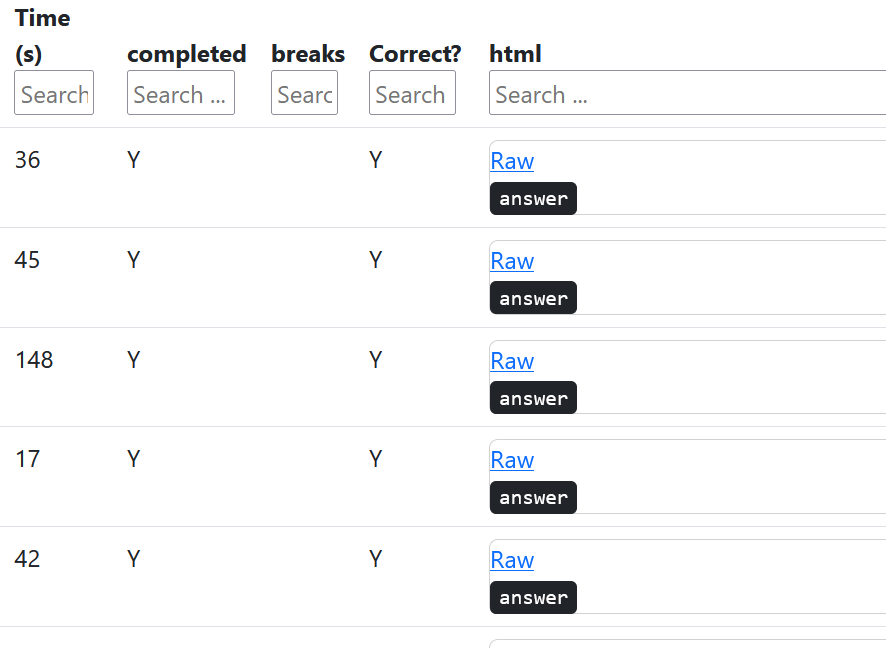 Time
(s) completed breaks Correct? html
Search Search ... Searc Search Search ...
36 Y Y Raw
answer
45 Y Y Raw
answer
148 Y Y Raw
answer
17 Y Y Raw
answer
42 Y Y Raw
answer